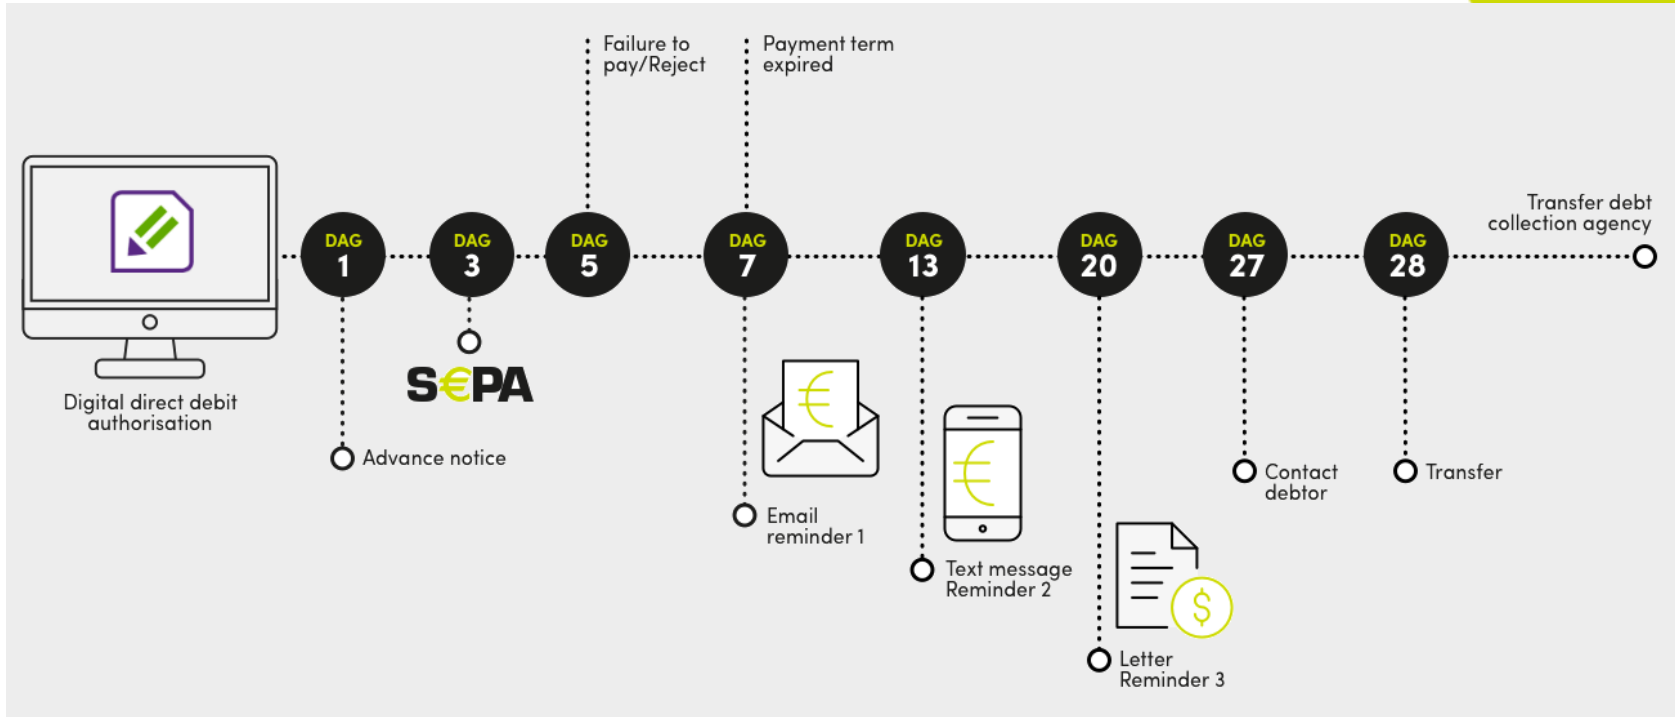 Failure to
pay/Reject
Payment term
expired
Transfer debt
collection agency
DAG
1
DAG
3
DAG
5
DAG
7
DAG
13
DAG
20
DAG
27
DAG
28
S€PA
Digital direct debit
authorisation
Advance notice
€
€
Contact
debtor
Transfer
Email
reminder 1
Text message
Reminder 2
$
Letter
Reminder 3